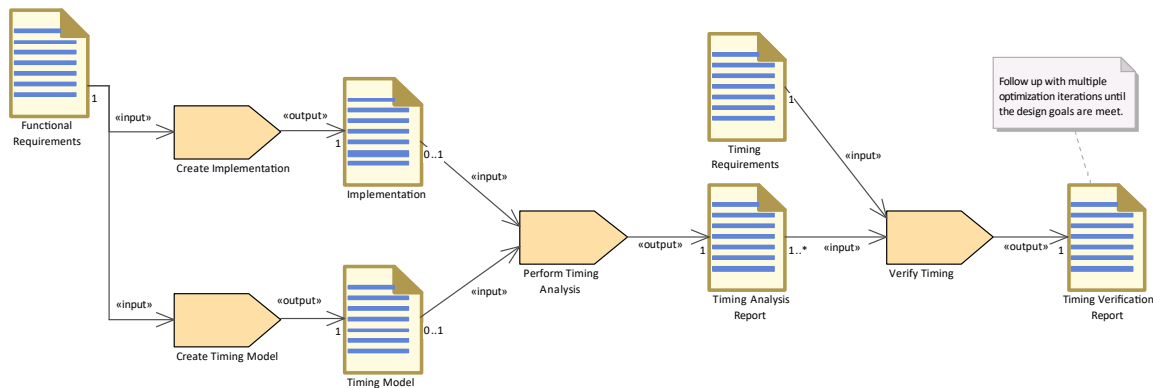 1
Functional
Requirements
«input»
Create Implementation
«output»
1
Implementation
0..1
«input»
«input»
Create Timing Model
«output»
1
Timing Model
0..1
«input»
Perform Timing
Analysis
«output»
1
Timing Analysis
Report
1..*
«input»
Timing
Requirements
1
«input»
Verify Timing
«output»
1
Timing Verification
Report
Follow up with multiple
optimization iterations until
the design goals are meet.